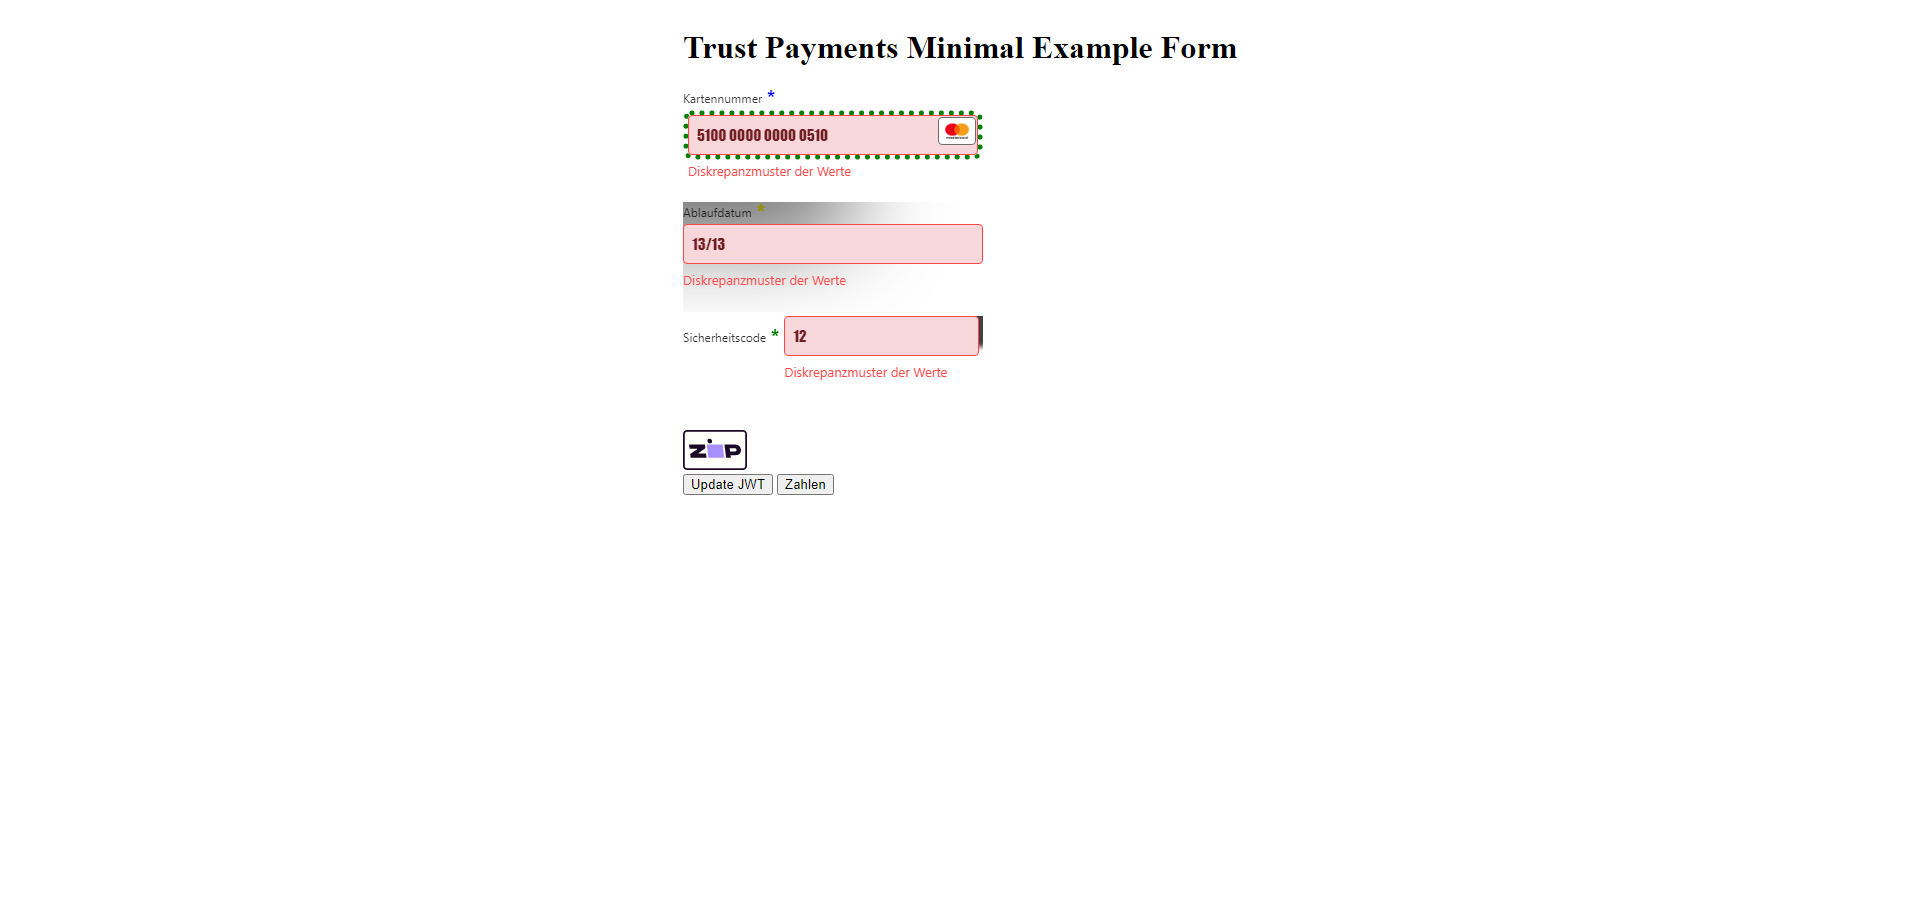 Trust Payments Minimal Example Form
Kartennummer *
5100 0000 0000 0510
mastercard
Diskrepanzmuster der Werte
Ablaufdatum *
13/13
Diskrepanzmuster der Werte
Sicherheitscode * 12
Diskrepanzmuster der Werte
zip
Update JWT Zahlen